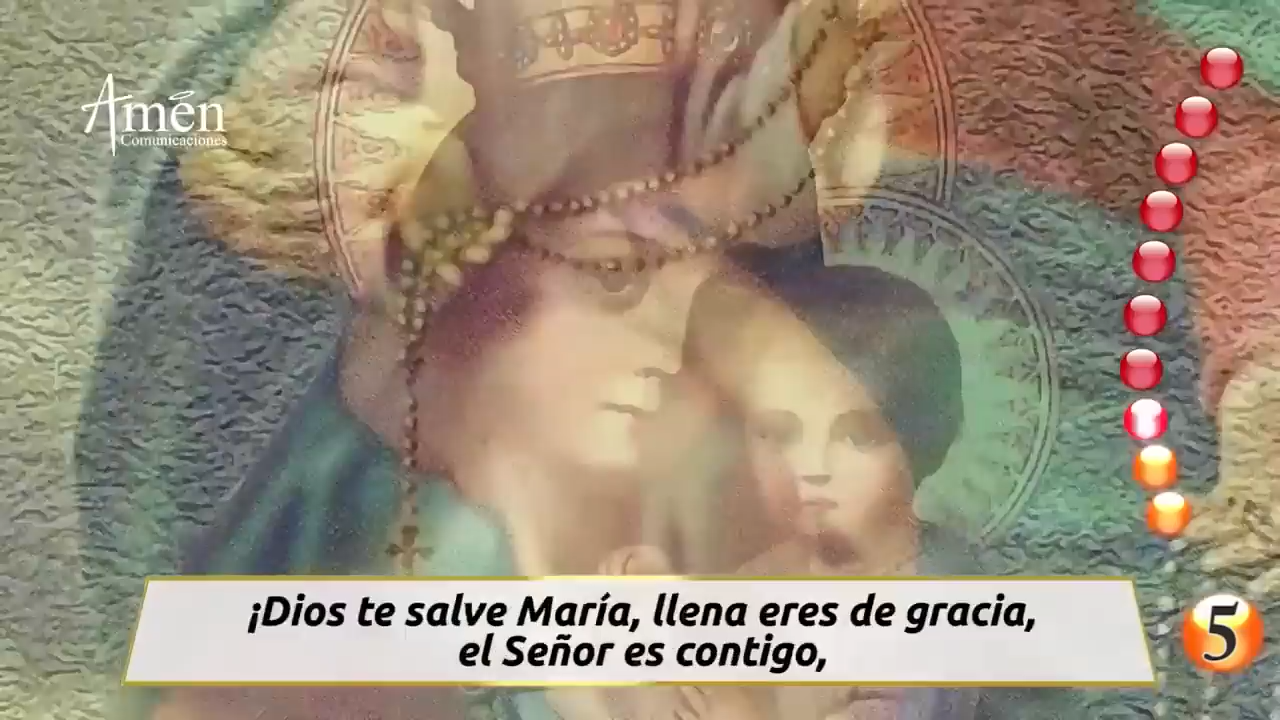 Amén
Comunicaciones
¡Dios te salve María, llena eres de gracia,
el Señor es contigo,
5